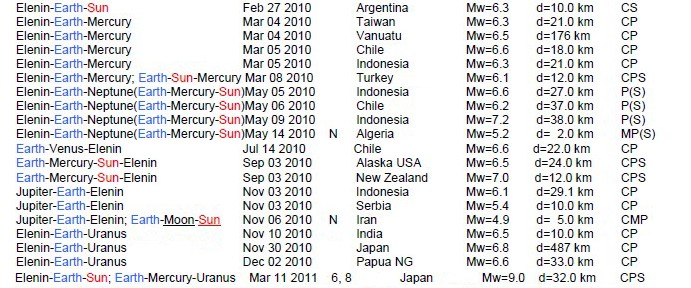 Elenin-Earth-Sun Feb 27 2010 Argentina Mw=6.3 d=10.0 km CS
Elenin-Earth-Mercury Mar 04 2010 Taiwan Mw=6.3 d=21.0 km CP
Elenin-Earth-Mercury Mar 04 2010 Vanuatu Mw=6.5 d=176 km CP
Elenin-Earth-Mercury Mar 05 2010 Chile Mw=6.6 d=18.0 km CP
Elenin-Earth-Mercury Mar 05 2010 Indonesia Mw=6.3 d=21.0 km CP
Elenin-Earth-Mercury; Earth-Sun-Mercury Mar 08 2010 Turkey Mw=6.1 d=12.0 km CPS
Elenin-Earth-Neptune(Earth-Mercury-Sun)May 05 2010 Indonesia Mw=6.6 d=27.0 km P(S)
Elenin-Earth-Neptune(Earth-Mercury-Sun)May 06 2010 Chile Mw=6.2 d=37.0 km P(S)
Elenin-Earth-Neptune(Earth-Mercury-Sun)May 09 2010 Indonesia Mw=7.2 d=38.0 km P(S)
Elenin-Earth-Neptune(Earth-Mercury-Sun)May 14 2010 N Algeria Mw=5.2 d= 2.0 km MP(S)
Earth-Venus-Elenin Jul 14 2010 Chile Mw=6.6 d=22.0 km CP
Earth-Mercury-Sun-Elenin Sep 03 2010 Alaska USA Mw=6.5 d=24.0 km CPS
Earth-Mercury-Sun-Elenin Sep 03 2010 New Zealand Mw=7.0 d=12.0 km CPS
Jupiter-Earth-Elenin Nov 03 2010 Indonesia Mw=6.1 d=29.1 km CP
Jupiter-Earth-Elenin Nov 03 2010 Serbia Mw=5.4 d=10.0 km CP
Jupiter-Earth-Elenin; Earth-Moon-Sun Nov 06 2010 N Iran Mw=4.9 d= 5.0 km CMP
Elenin-Earth-Uranus Nov 10 2010 India Mw=6.5 d=10.0 km CP
Elenin-Earth-Uranus Nov 30 2010 Japan Mw=6.8 d=487 km CP
Elenin-Earth-Uranus Dec 02 2010 Papua NG Mw=6.6 d=33.0 km CP
Elenin-Earth-Sun; Earth-Mercury-Uranus Mar 11 2011 6, 8 Japan Mw=9.0 d=32.0 km CPS